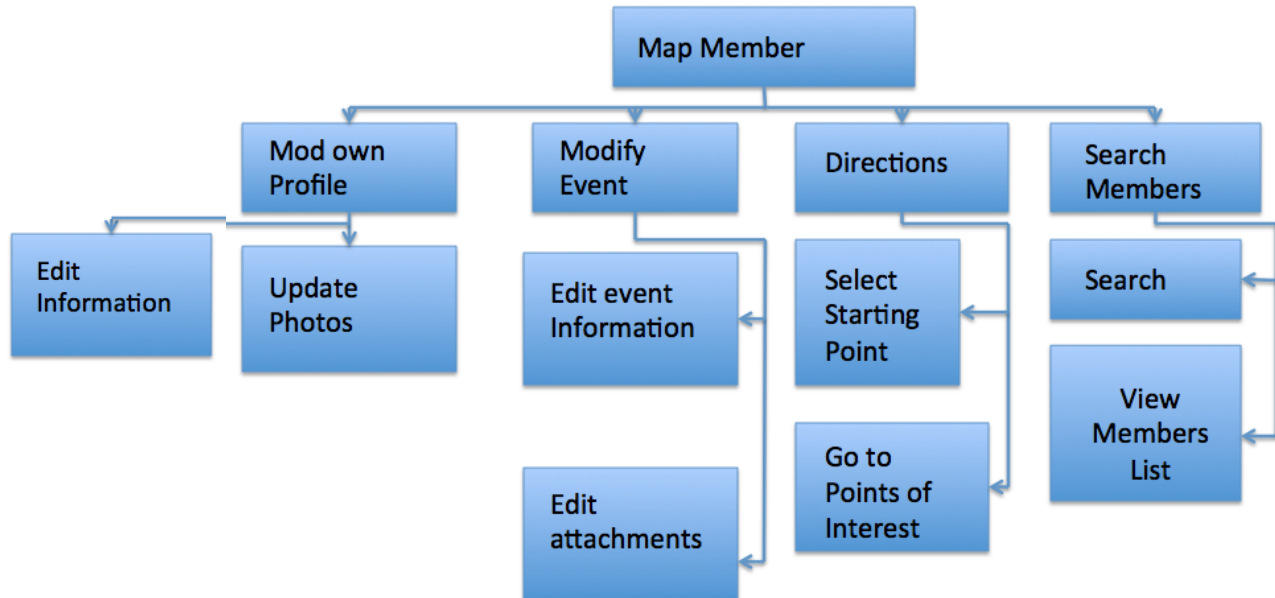 Map Member
Mod own
Profile
Modify
Event
Directions
Search
Members
Edit
Information
Update
Photos
Edit event
Information
Select
Starting
Point
Search
View
Members
List
Edit
attachments
Go to
Points of
Interest